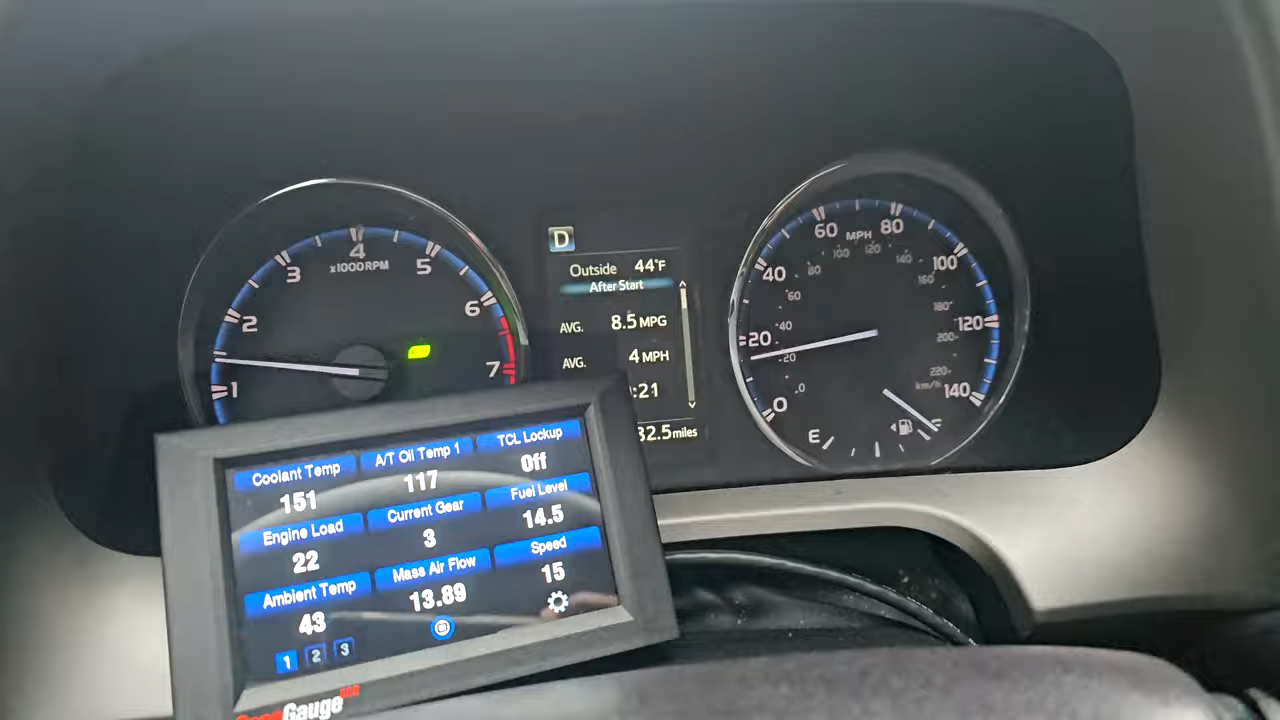 4
3
5
x1000RPM
2
6
1
7
D
Outside 44°F
After Start
AVG. 8.5 MPG
AVG. 4 MPH
:21
32.5 miles
60 MPH 80
100 120
40 80 140 100
60 160
180
20 40 120
20 200
220
0 km/h 140
0
E
Coolant Temp A/T Oil Temp 1 TCL Lockup
151 117 Off
Engine Load Current Gear Fuel Level
22 3 14.5
Ambient Temp Mass Air Flow Speed
43 13.89 15
1 2 3
Gauge